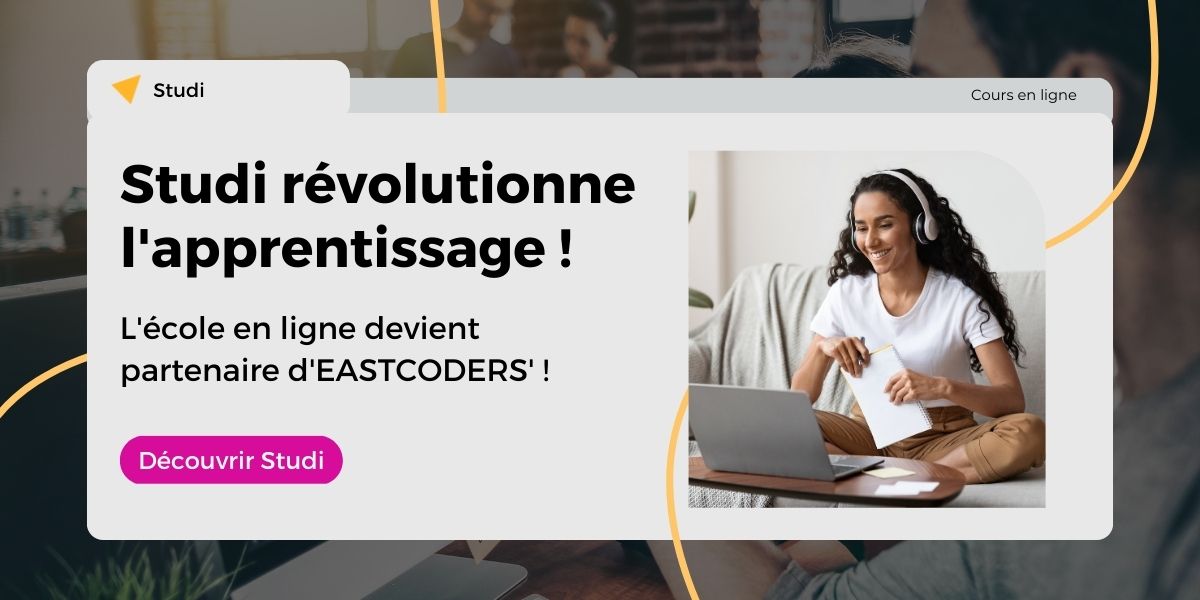 Studi
Cours en ligne
Studi révolutionne
l'apprentissage !
L'école en ligne devient
partenaire d'EASTCODERS' !
Découvrir Studi